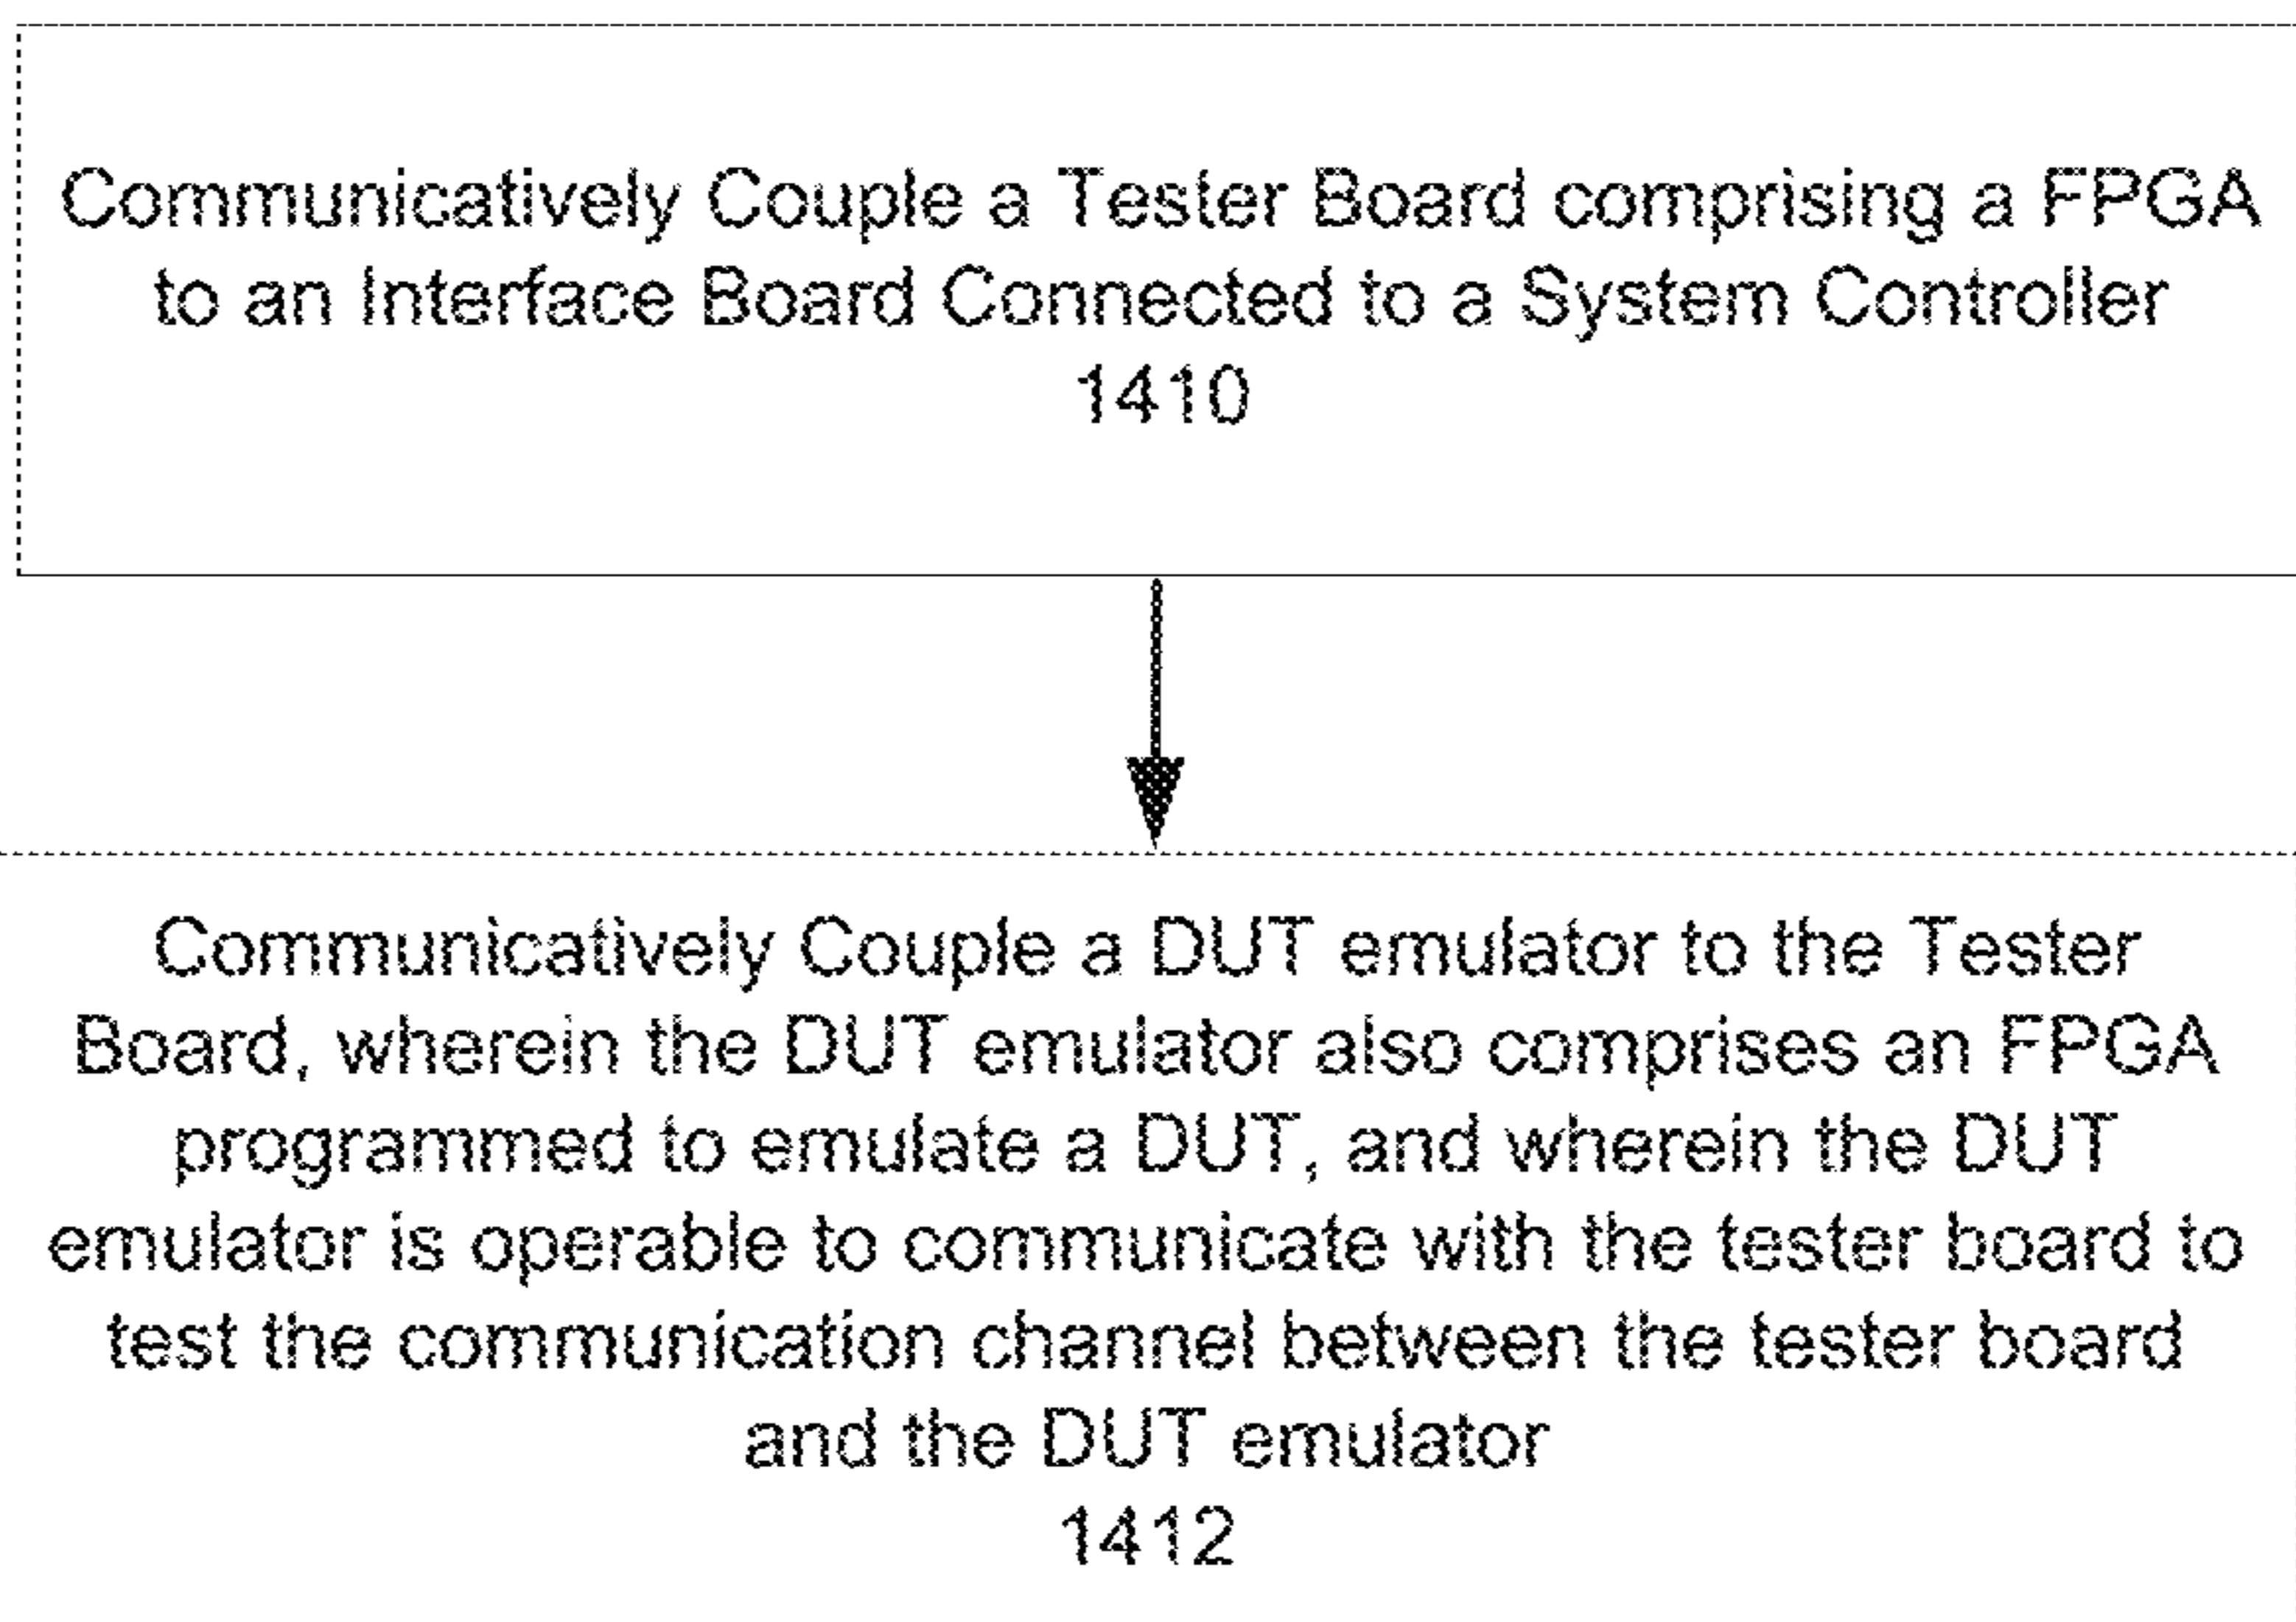 Communicatively Couple a Tester Board comprising a FPGA
to an Interface Board Connected to a System Controller
1410
Communicatively Couple a DUT emulator to the Tester
Board, wherein the DUT emulator also comprises an FPGA
programmed to emulate a DUT, and wherein the DUT
emulator is operable to communicate with the tester board to
test the communication channel between the tester board
and the DUT emulator
1412